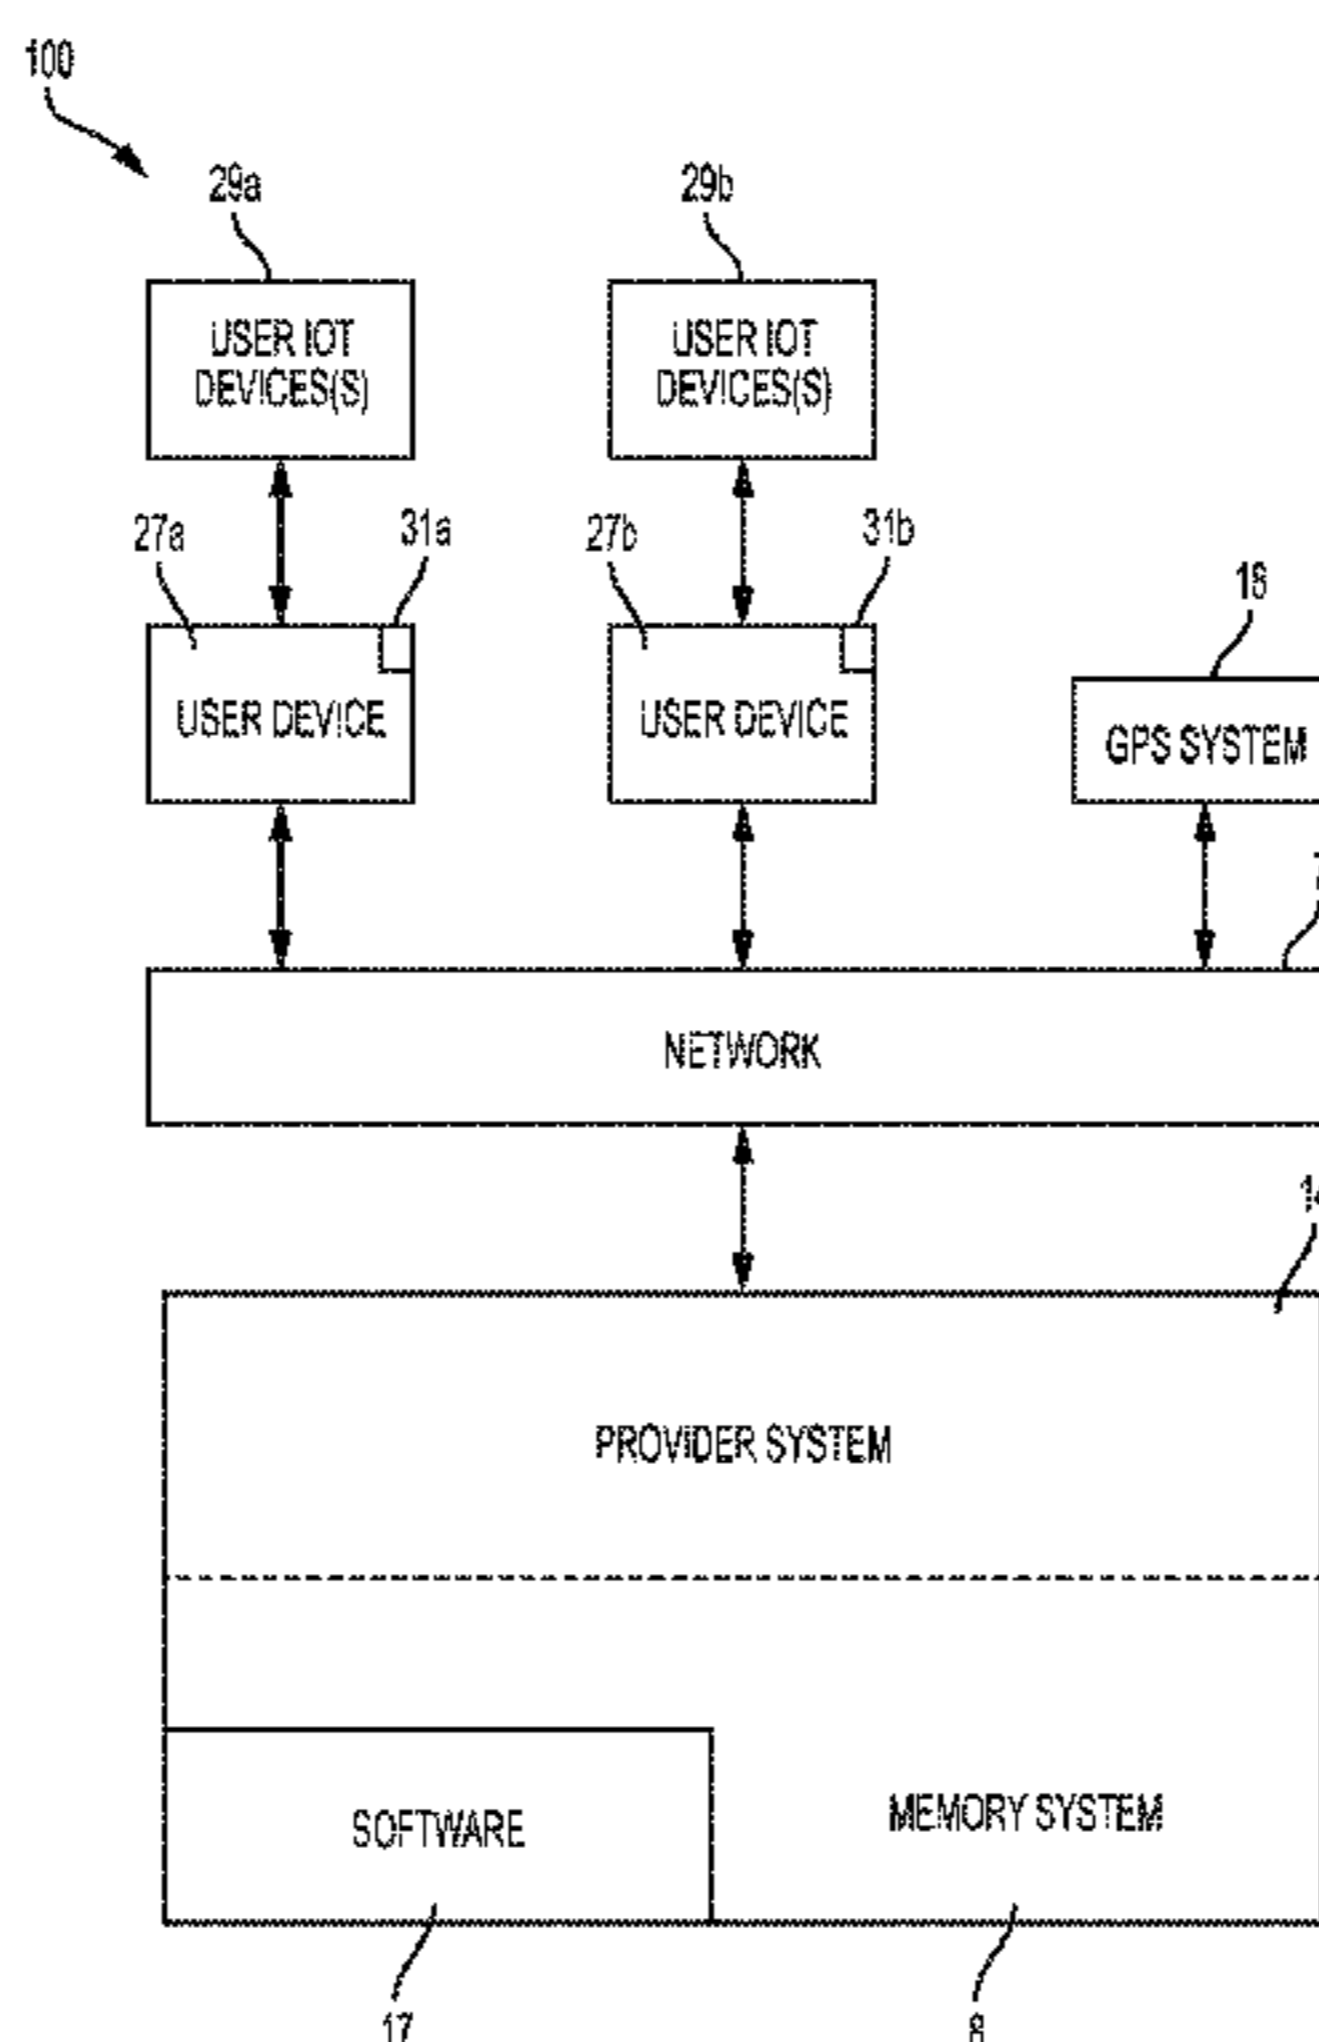 100
29a
29b
USER IOT
DEVICES(S)
USER IOT
DEVICES(S)
27a
31a
27b
31b
18
USER DEVICE
USER DEVICE
GPS SYSTEM
NETWORK
PROVIDER SYSTEM
SOFTWARE
MEMORY SYSTEM
17
8